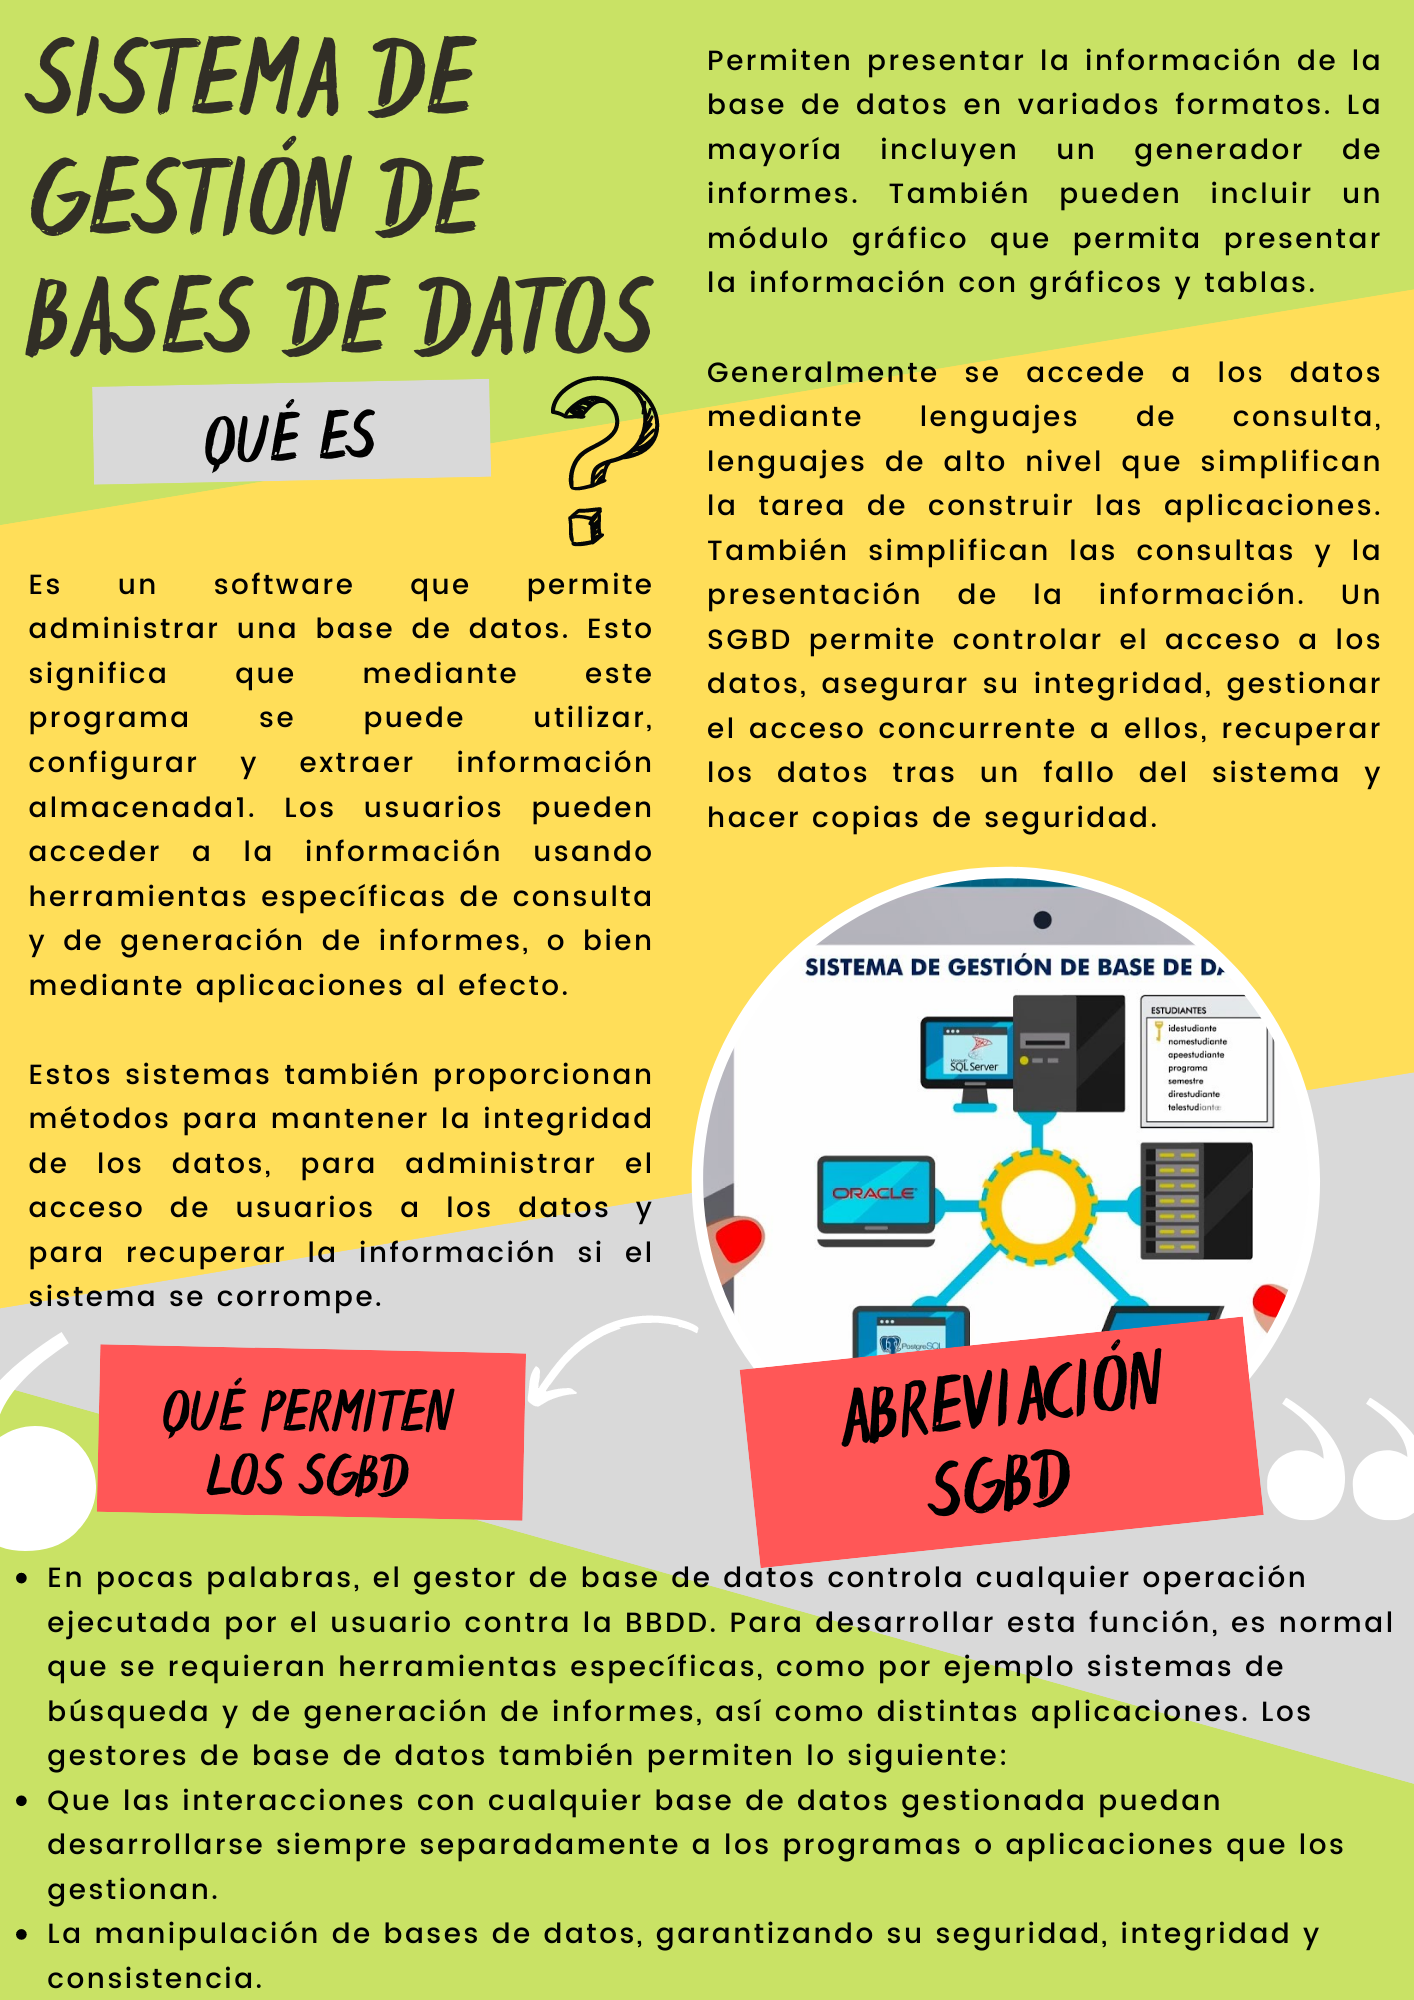 SISTEMA DE
GESTIÓN DE
BASES DE DATOS
QUÉ ES
?
Es un software que permite
administrar una base de datos. Esto
significa que mediante este
programa se puede utilizar,
configurar y extraer información
almacenada1. Los usuarios pueden
acceder a la información usando
herramientas específicas de consulta
y de generación de informes, o bien
mediante aplicaciones al efecto.
Estos sistemas también proporcionan
métodos para mantener la integridad
de los datos, para administrar el
acceso de usuarios a los datos y
para recuperar la información si el
sistema se corrompe.
Permiten presentar la información de la
base de datos en variados formatos. La
mayoría incluyen un generador de
informes. También pueden incluir un
módulo gráfico que permita presentar
la información con gráficos y tablas.
Generalmente se accede a los datos
mediante lenguajes de consulta,
lenguajes de alto nivel que simplifican
la tarea de construir las aplicaciones.
También simplifican las consultas y la
presentación de la información. Un
SGBD permite controlar el acceso a los
datos, asegurar su integridad, gestionar
el acceso concurrente a ellos, recuperar
los datos tras un fallo del sistema y
hacer copias de seguridad.
SISTEMA DE GESTIÓN DE BASE DE DA
Microsoft
SQL Server
ESTUDIANTES
idestudiante
nomestudiante
apeestudiante
programa
semestre
direstudiante
telestudiante
ORACLE
PostgreSQL
ABREVIACIÓN
SGBD
QUÉ PERMITEN
LOS SGBD
• En pocas palabras, el gestor de base de datos controla cualquier operación
ejecutada por el usuario contra la BBDD. Para desarrollar esta función, es normal
que se requieran herramientas específicas, como por ejemplo sistemas de
búsqueda y de generación de informes, así como distintas aplicaciones. Los
gestores de base de datos también permiten lo siguiente:
• Que las interacciones con cualquier base de datos gestionada puedan
desarrollarse siempre separadamente a los programas o aplicaciones que los
gestionan.
• La manipulación de bases de datos, garantizando su seguridad, integridad y
consistencia.